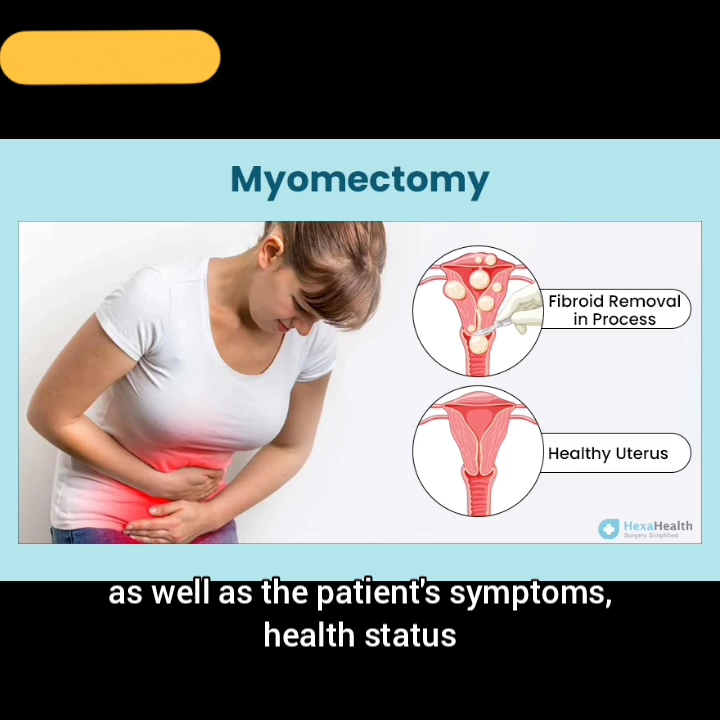 Myomectomy
Fibroid Removal
in Process
Healthy Uterus
HexaHealth
Surgery Simplified
as well as the patient's symptoms,
health status